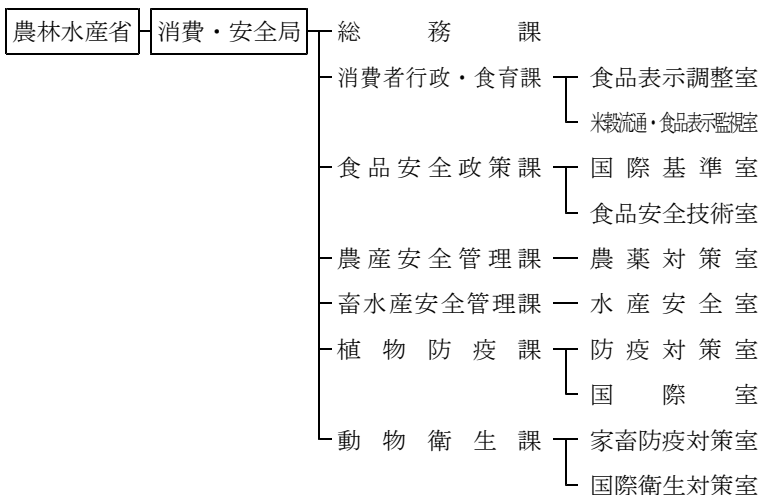 農林水産省 消費・安全局 総務課
消費者行政・食育課 食品表示調整室
米穀流通・食品表示監視室
食品安全政策課 国際基準室
食品安全技術室
農産安全管理課 農薬対策室
畜水産安全管理課 水産安全室
植物防疫課 防疫対策室
国際室
動物衛生課 家畜防疫対策室
国際衛生対策室